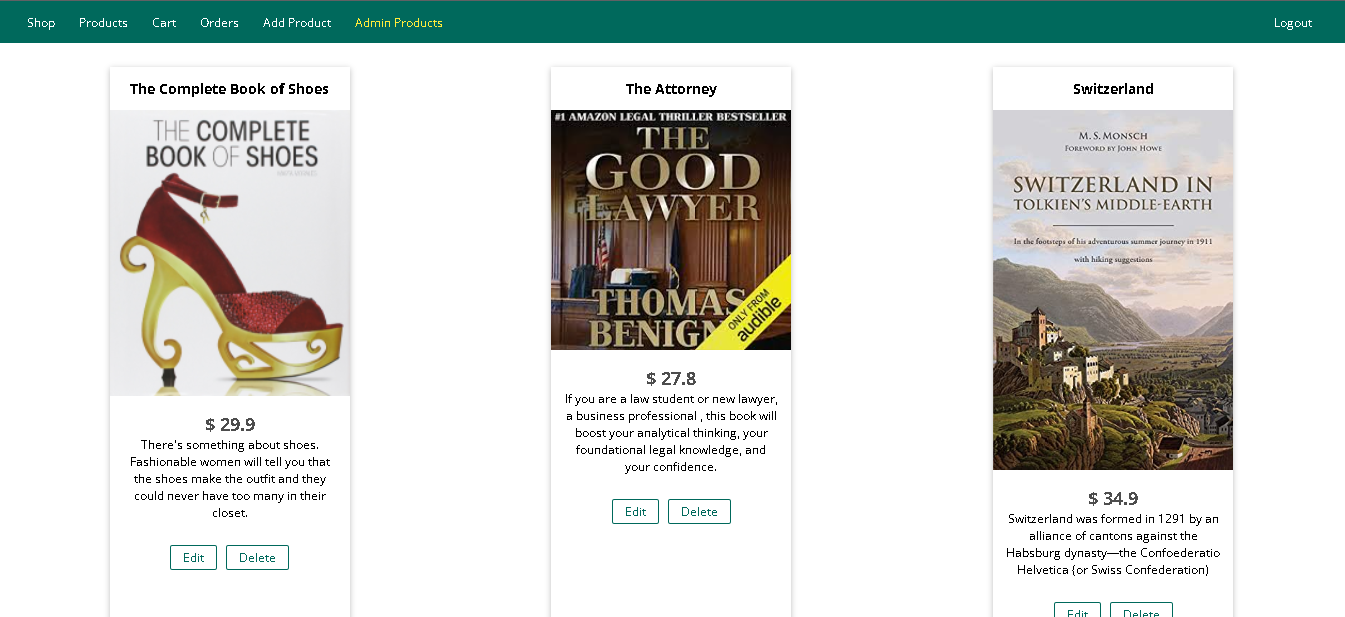 Shop Products Cart Orders Add Product Admin Products Logout
The Complete Book of Shoes
THE COMPLETE
BOOK OF SHOES
$ 29.9
There's something about shoes.
Fashionable women will tell you that
the shoes make the outfit and they
could never have too many in their
closet.
Edit Delete
The Attorney
#1 AMAZON LEGAL THRILLER BESTSELLER
THE
GOOD
LAWYER
THOMAS
BENIGN
ONLY FROM
audible
$ 27.8
If you are a law student or new lawyer,
a business professional , this book will
boost your analytical thinking, your
foundational legal knowledge, and
your confidence.
Edit Delete
Switzerland
M. S. MONSCH
FOREWORD BY JOHN HOWE
SWITZERLAND IN
TOLKIEN'S MIDDLE-EARTH
In the footsteps of his adventurous summer journey in 1911
with hiking suggestions
$ 34.9
Switzerland was formed in 1291 by an
alliance of cantons against the
Habsburg dynasty—the Confoederatio
Helvetica (or Swiss Confederation)
Edit Delete